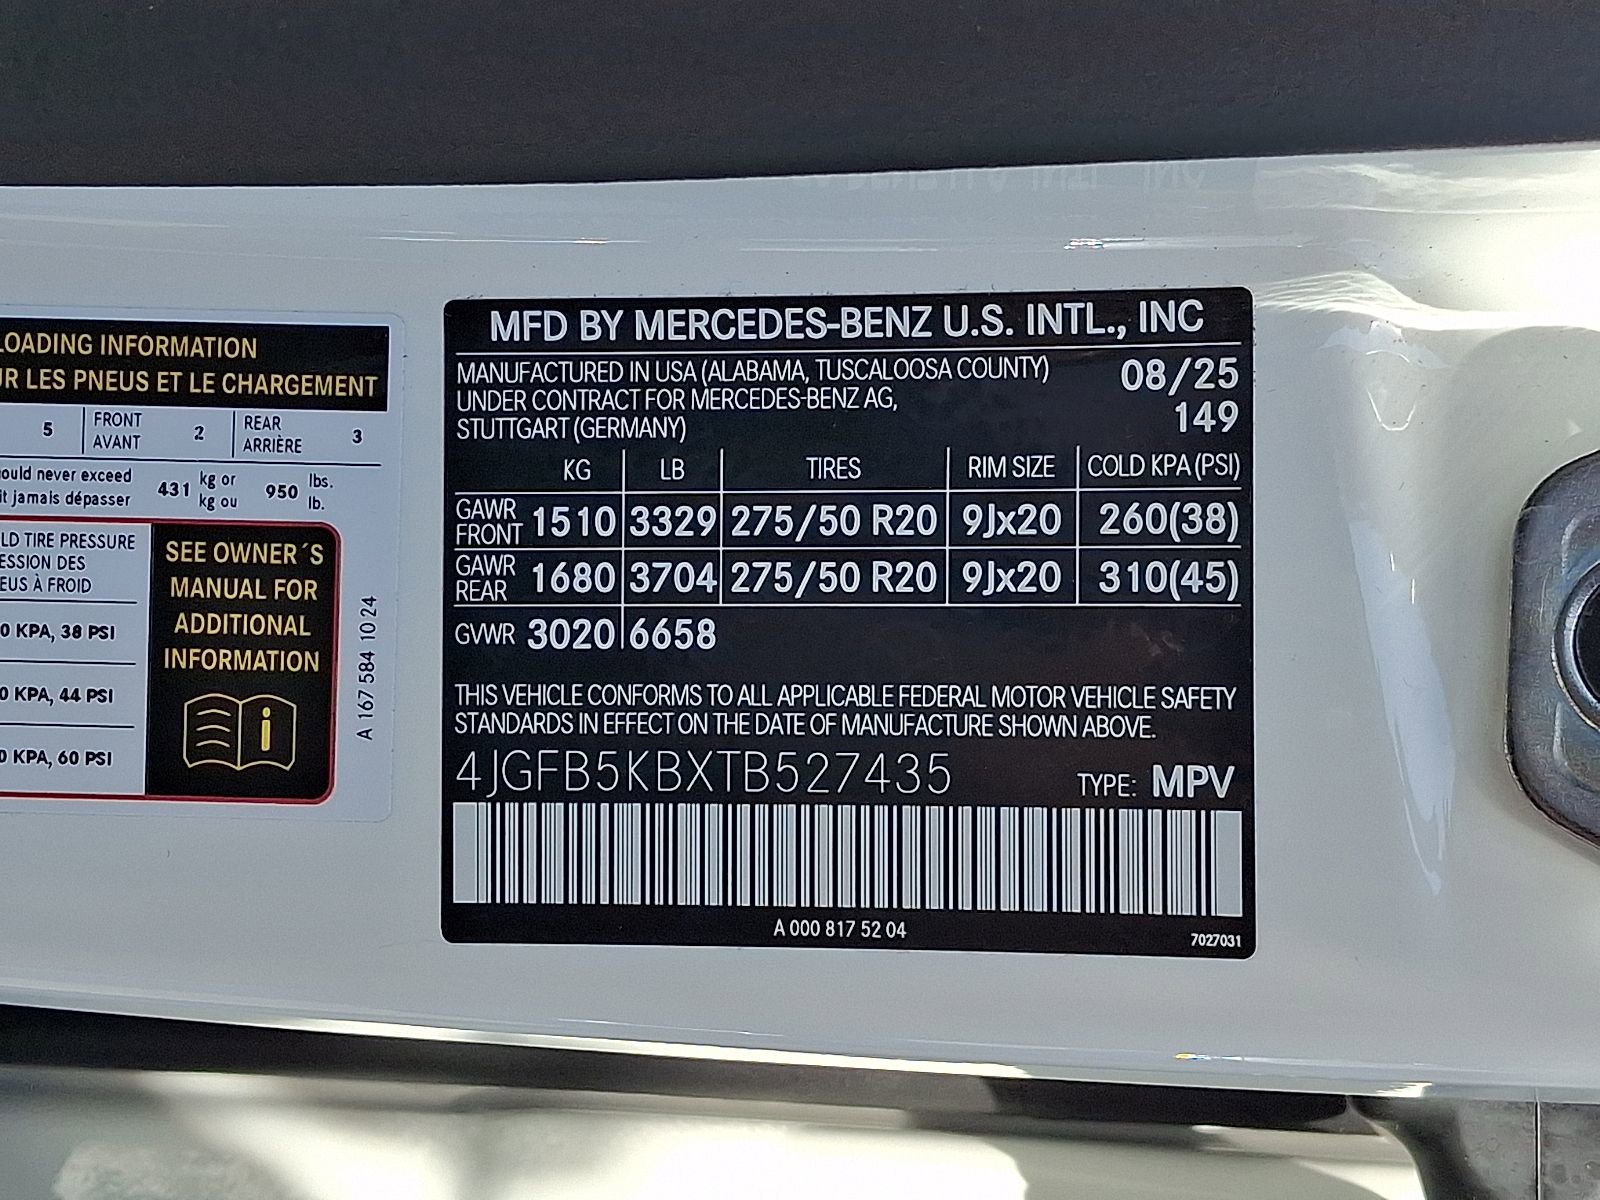 LOADING INFORMATION
UR LES PNEUS ET LE CHARGEMENT
5 FRONT AVANT 2 REAR ARRIÈRE 3
ould never exceed
it jamais dépasser
431 kg or kg ou 950 lbs. lb.
LD TIRE PRESSURE
ESSION DES
EUS À FROID
0 KPA, 38 PSI
0 KPA, 44 PSI
0 KPA, 60 PSI
SEE OWNER´S
MANUAL FOR
ADDITIONAL
INFORMATION
i
A 167 584 10 24
MFD BY MERCEDES-BENZ U.S. INTL., INC
MANUFACTURED IN USA (ALABAMA, TUSCALOOSA COUNTY) 08/25
UNDER CONTRACT FOR MERCEDES-BENZ AG, 149
STUTTGART (GERMANY)
KG LB TIRES RIM SIZE COLD KPA (PSI)
GAWR FRONT 1510 3329 275/50 R20 9Jx20 260(38)
GAWR REAR 1680 3704 275/50 R20 9Jx20 310(45)
GVWR 3020 6658
THIS VEHICLE CONFORMS TO ALL APPLICABLE FEDERAL MOTOR VEHICLE SAFETY
STANDARDS IN EFFECT ON THE DATE OF MANUFACTURE SHOWN ABOVE.
4JGFB5KBXTB527435 TYPE: MPV
A 000 817 52 04
7027031